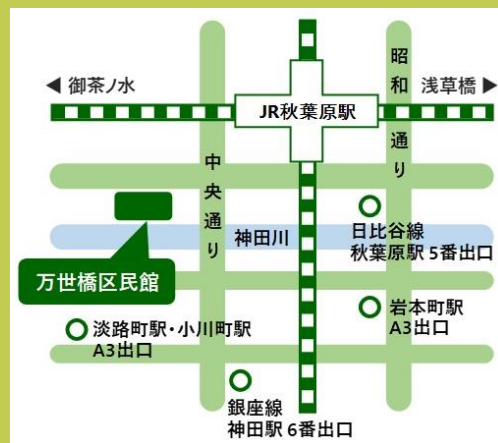 ◀ 御茶ノ水
JR秋葉原駅
昭和通り
浅草橋 ▶
中央通り
神田川
日比谷線
秋葉原駅 5番出口
万世橋区民館
岩本町駅
A3出口
淡路町駅・小川町駅
A3出口
銀座線
神田駅 6番出口